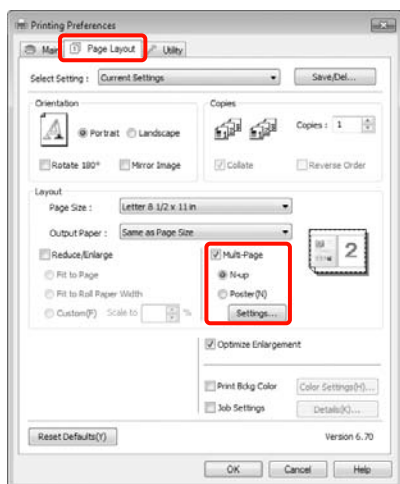 Printing Preferences
Main Page Layout Utility
Select Setting : Current Settings Save/Del...
Orientation Copies
A Portrait Landscape Copies : 1
Rotate 180° Mirror Image Collate Reverse Order
Layout
Page Size : Letter 8 1/2 x 11 in
Output Paper : Same as Page Size
Reduce/Enlarge Multi-Page 2
Fit to Page N-up
Fit to Roll Paper Width Poster(N)
Custom(F) Scale to % Settings...
Optimize Enlargement
Print Bckg Color Color Settings(H)...
Job Settings Details(K)...
Reset Defaults(Y) Version 6.70
OK Cancel Help